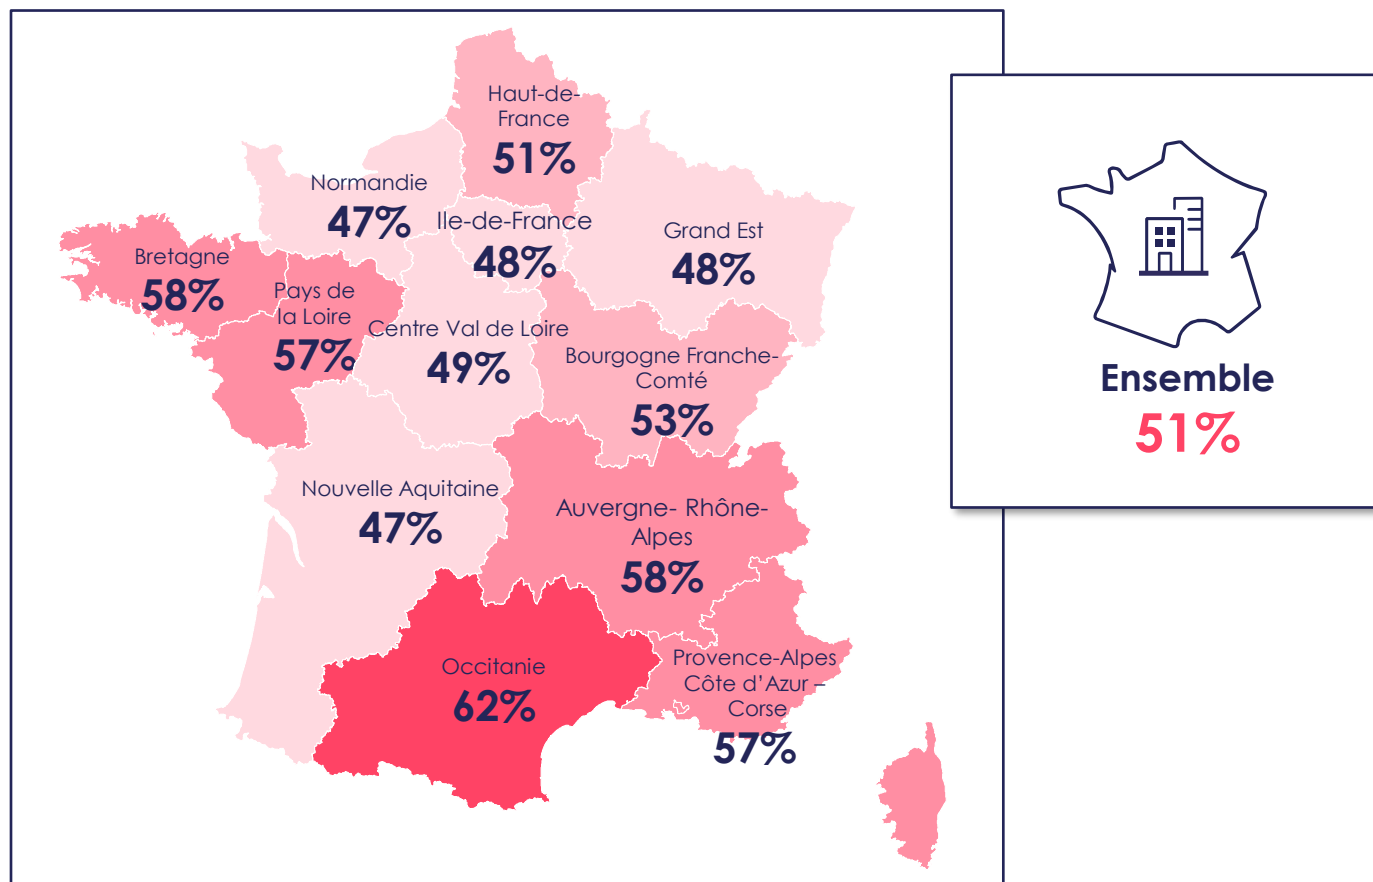 Haut-de-
France
51%
Normandie
47%
Ile-de-France
48%
Grand Est
48%
Bretagne
58%
Pays de
la Loire
57%
Centre Val de Loire
49%
Bourgogne Franche-
Comté
53%
Nouvelle Aquitaine
47%
Auvergne- Rhône-
Alpes
58%
Occitanie
62%
Provence-Alpes
Côte d’Azur –
Corse
57%
Ensemble
51%